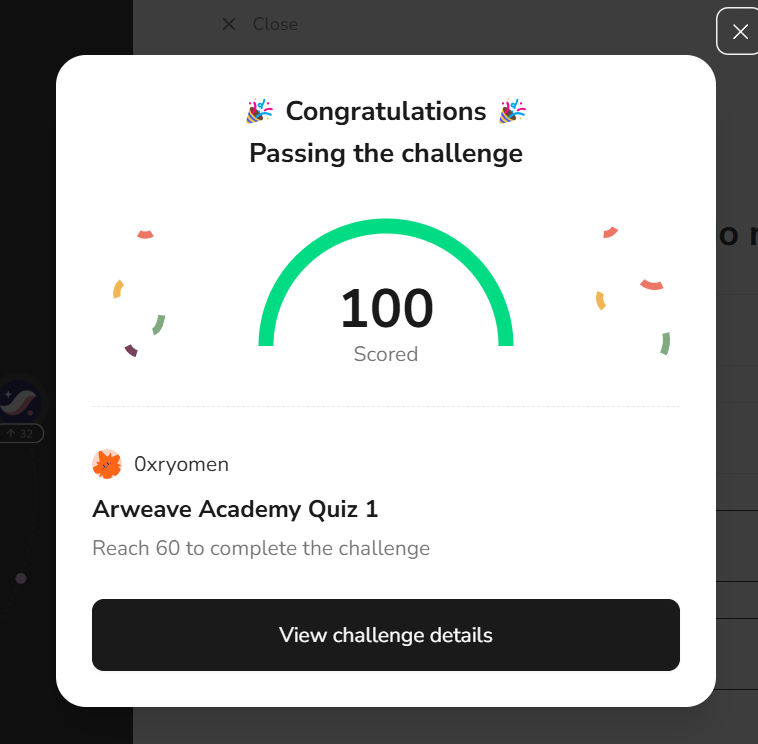 Close
Congratulations
Passing the challenge
100
Scored
32
0xryomen
Arweave Academy Quiz 1
Reach 60 to complete the challenge
View challenge details